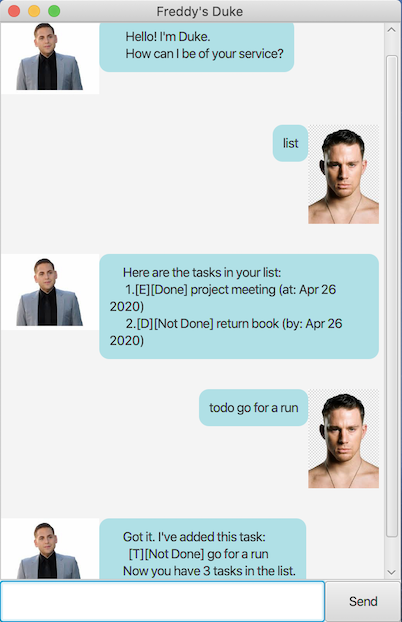 Freddy's Duke
Hello! I'm Duke.
How can I be of your service?
list
Here are the tasks in your list:
1.[E][Done] project meeting (at: Apr 26
2020)
2.[D][Not Done] return book (by: Apr 26
2020)
todo go for a run
Got it. I've added this task:
[T][Not Done] go for a run
Now you have 3 tasks in the list.
Send